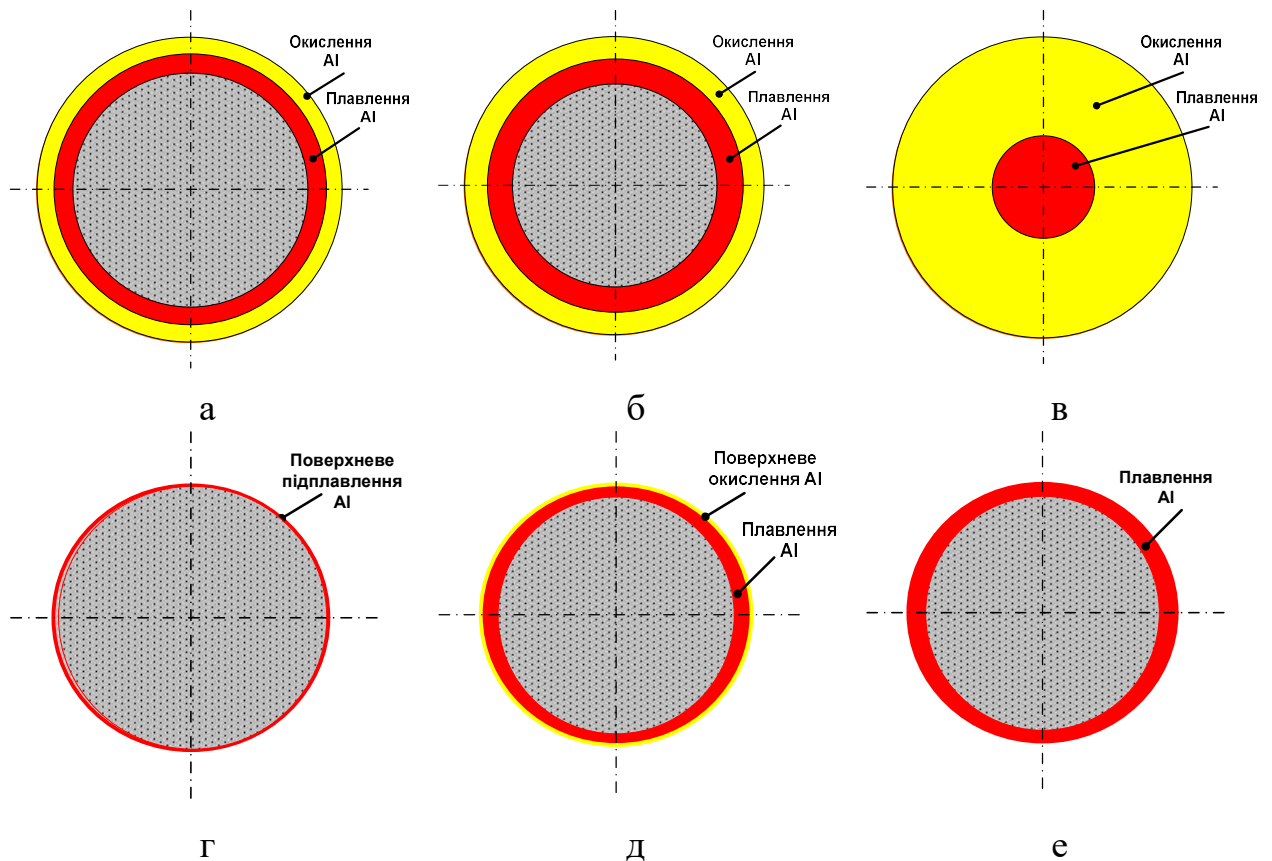 Окислення
Al
Плавлення
Al
а
Окислення
Al
Плавлення
Al
б
Окислення
Al
Плавлення
Al
в
Поверхневе
підплавлення
Al
г
Поверхневе
окислення Al
Плавлення
Al
д
Плавлення
Al
е